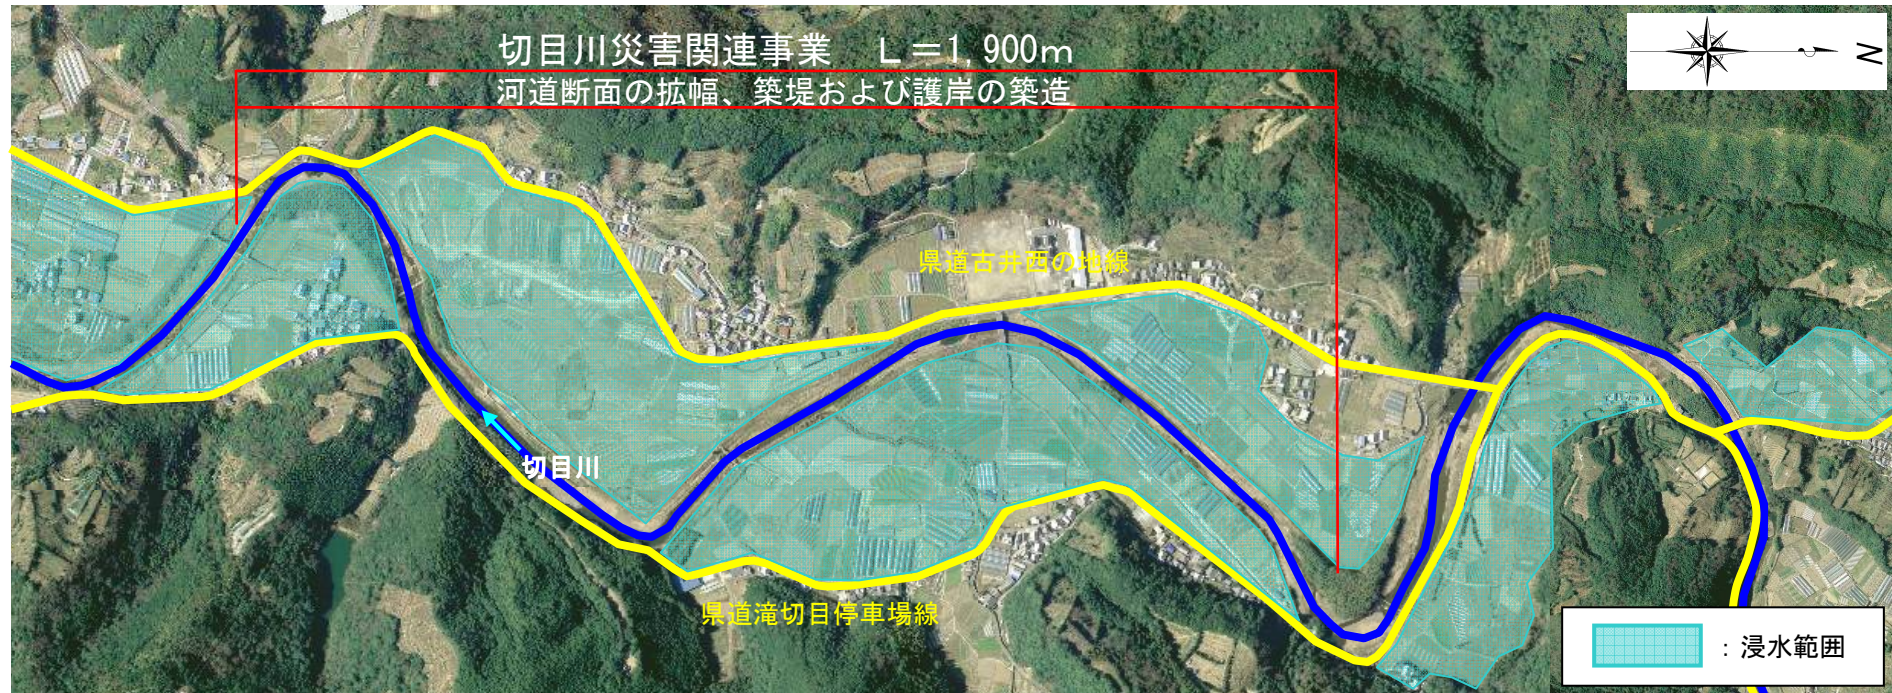 切目川災害関連事業　Ｌ＝1,900ｍ
河道断面の拡幅、築堤および護岸の築造
N
県道古井西の地線
切目川
県道滝切目停車場線
：浸水範囲